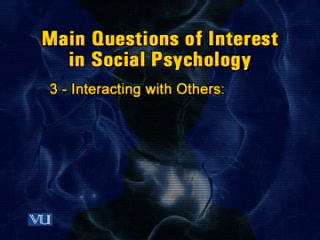 Main Questions of Interest
in Social Psychology
3 - Interacting with Others:
VU